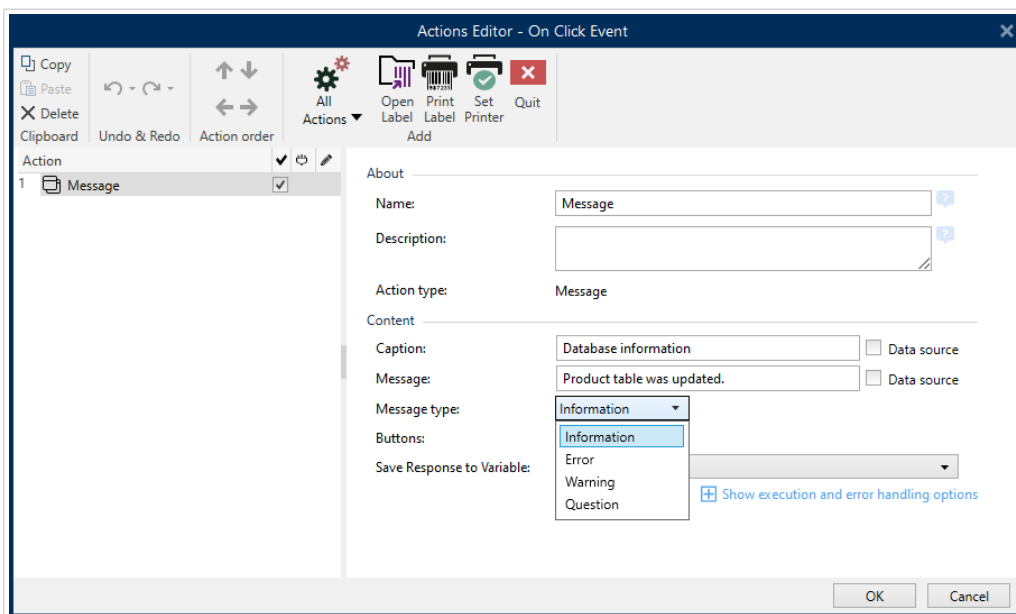 Actions Editor - On Click Event
Copy
Paste
Delete
Clipboard
Undo & Redo
Action order
All
Actions
Open
Label
Print
Label
Set
Printer
Quit
Add
Action
1 Message
About
Name: Message
Description:
Action type: Message
Content
Caption: Database information Data source
Message: Product table was updated. Data source
Message type: Information
Information
Buttons:
Error
Save Response to Variable:
Warning
Question
Show execution and error handling options
OK Cancel